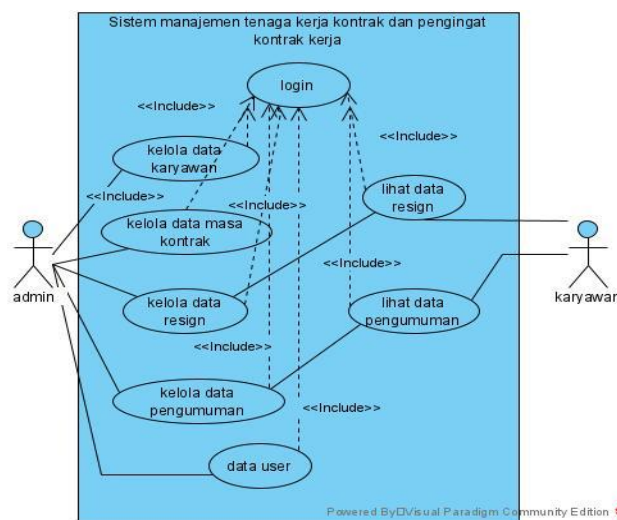 Sistem manajemen tenaga kerja kontrak dan pengingat
kontrak kerja
login
<<Include>>
<<Include>>
kelola data
karyawan
<<Include>>
lihat data
resign
kelola data masa
kontrak
<<Include>>
admin
karyawan
<<Include>>
kelola data
resign
lihat data
pengumuman
<<Include>>
kelola data
pengumuman
<<Include>>
<<Include>>
data user
Powered By Visual Paradigm Community Edition